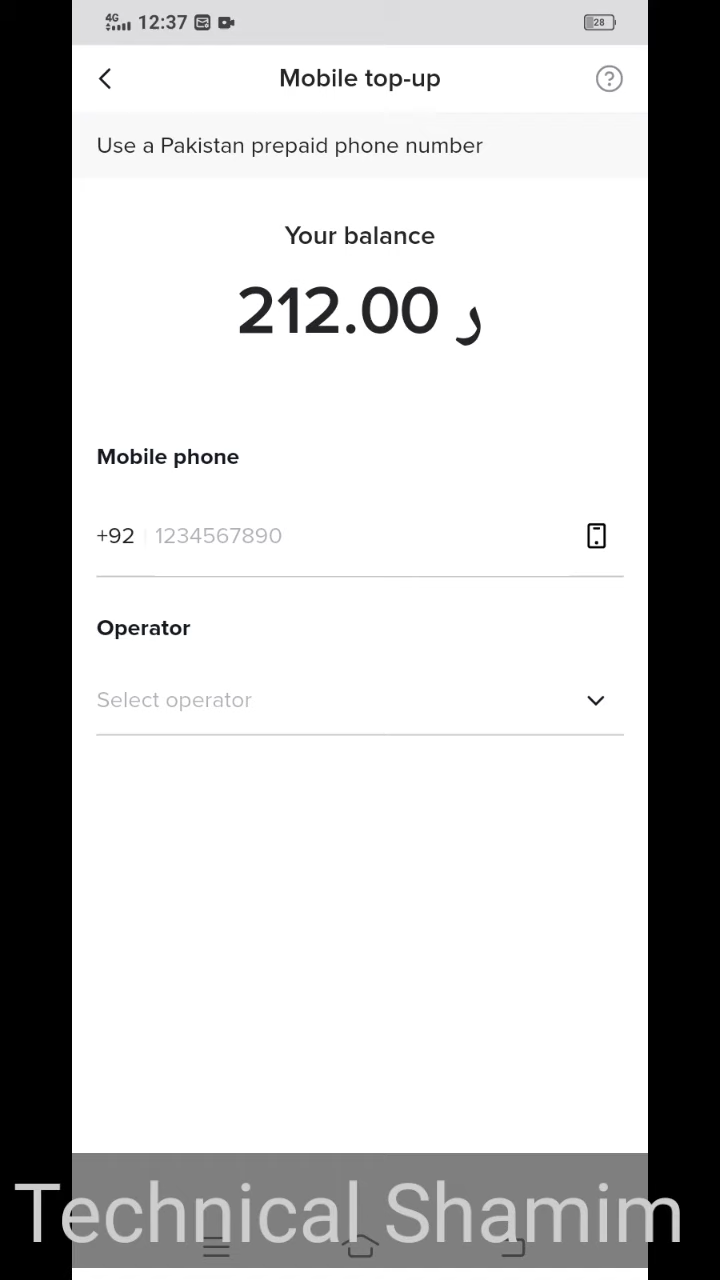 4G 12:37 28
Mobile top-up
Use a Pakistan prepaid phone number
Your balance
212.00 ر
Mobile phone
+92 1234567890
Operator
Select operator
Technical Shamim